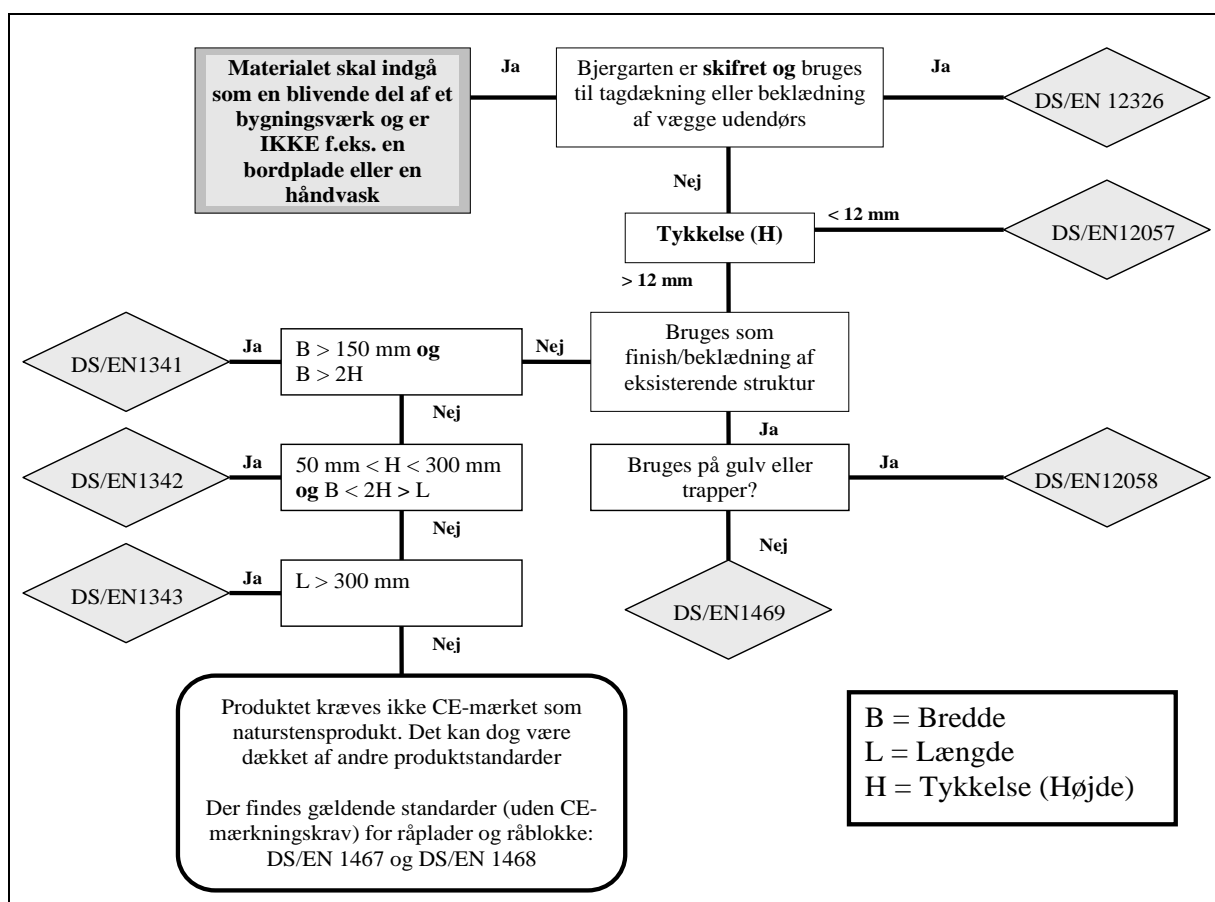 Materialet skal indgå
som en blivende del af et
bygningsværk og er
IKKE f.eks. en
bordplade eller en
håndvask
Ja
Bjergarten er skifret og bruges
til tagdækning eller beklædning
af vægge udendørs
Ja
DS/EN 12326
Nej
Tykkelse (H)
< 12 mm
DS/EN12057
> 12 mm
Bruges som
finish/beklædning af
eksisterende struktur
Nej
B > 150 mm og
B > 2H
Ja
DS/EN1341
Nej
Ja
Bruges på gulv eller
trapper?
Ja
DS/EN12058
50 mm < H < 300 mm
og B < 2H > L
Ja
DS/EN1342
Nej
Nej
DS/EN1469
L > 300 mm
Ja
DS/EN1343
Nej
Produktet kræves ikke CE-mærket som
naturstensprodukt. Det kan dog være
dækket af andre produktstandarder
Der findes gældende standarder (uden CE-
mærkningskrav) for råplader og råblokke:
DS/EN 1467 og DS/EN 1468
B = Bredde
L = Længde
H = Tykkelse (Højde)